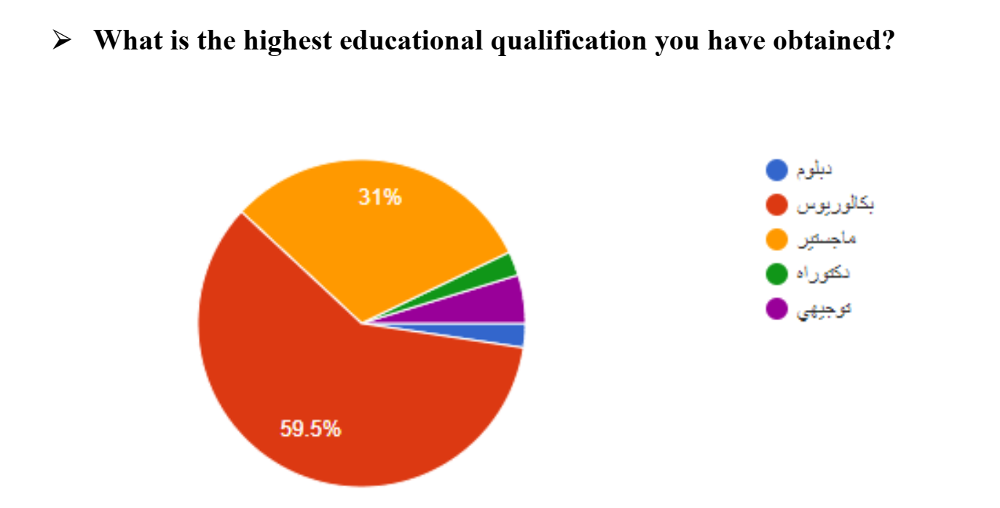 ➢ What is the highest educational qualification you have obtained?
31%
59.5%
دبلوم
بكالوريوس
ماجستير
دكتوراه
توجيهي